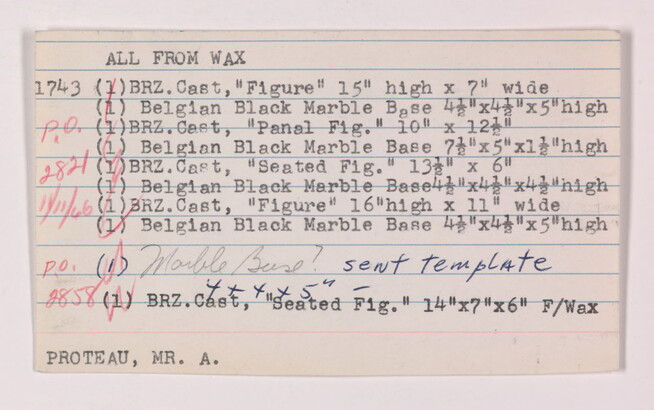 ALL FROM WAX
1743 (1)BRZ.Cast,"Figure" 15" high x 7" wide
(1) Belgian Black Marble Base 4½"x4½"x5"high
P.O. (1)BRZ.Cast, "Panal Fig." 10" x 12½"
(1) Belgian Black Marble Base 7½"x5"x1½"high
2821 (1)BRZ.Cast, "Seated Fig." 13½" x 6"
(1) Belgian Black Marble Base4½"x4½"x4½"high
11/11/66 (1)BRZ.Cast, "Figure" 16"high x 11" wide
(1) Belgian Black Marble Base 4½"x4½"x5"high
P.O. (1) Marble Base? sent template
4 x 4 x 5" –
2858 (1) BRZ.Cast, "Seated Fig." 14"x7"x6" F/Wax
PROTEAU, MR. A.